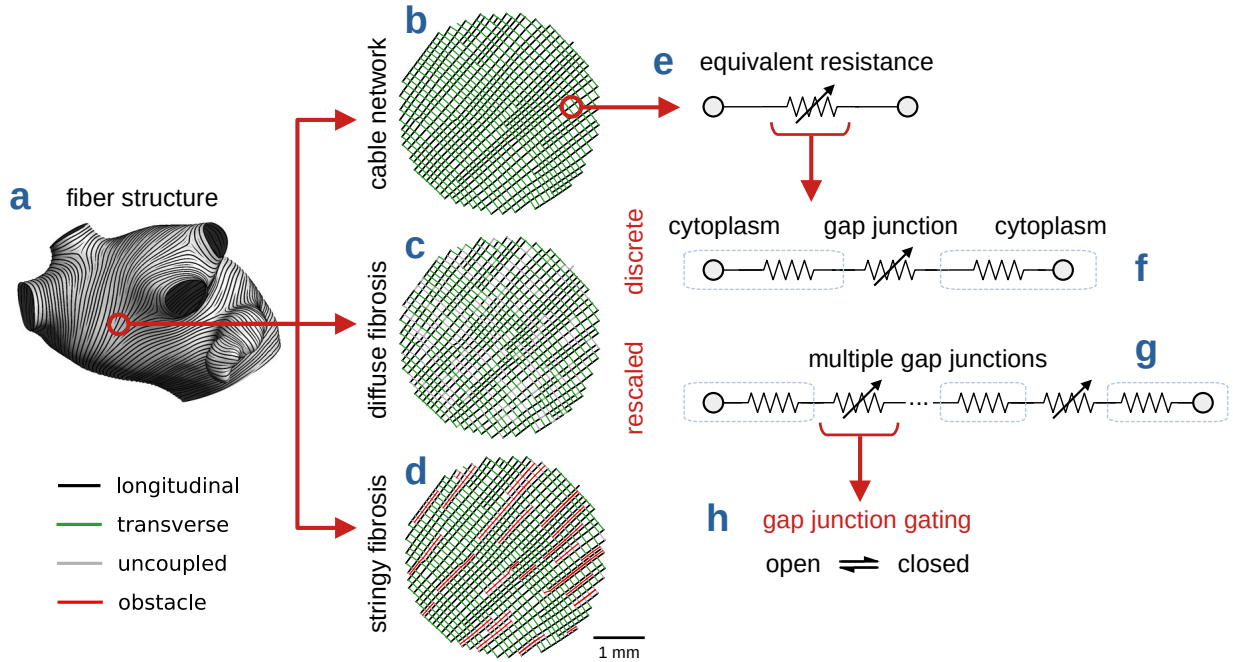 a
fiber structure
longitudinal
transverse
uncoupled
obstacle
b
cable network
c
diffuse fibrosis
d
stringy fibrosis
1 mm
e
equivalent resistance
discrete
cytoplasm gap junction cytoplasm
f
rescaled
multiple gap junctions
...
g
h
gap junction gating
open ⇌ closed